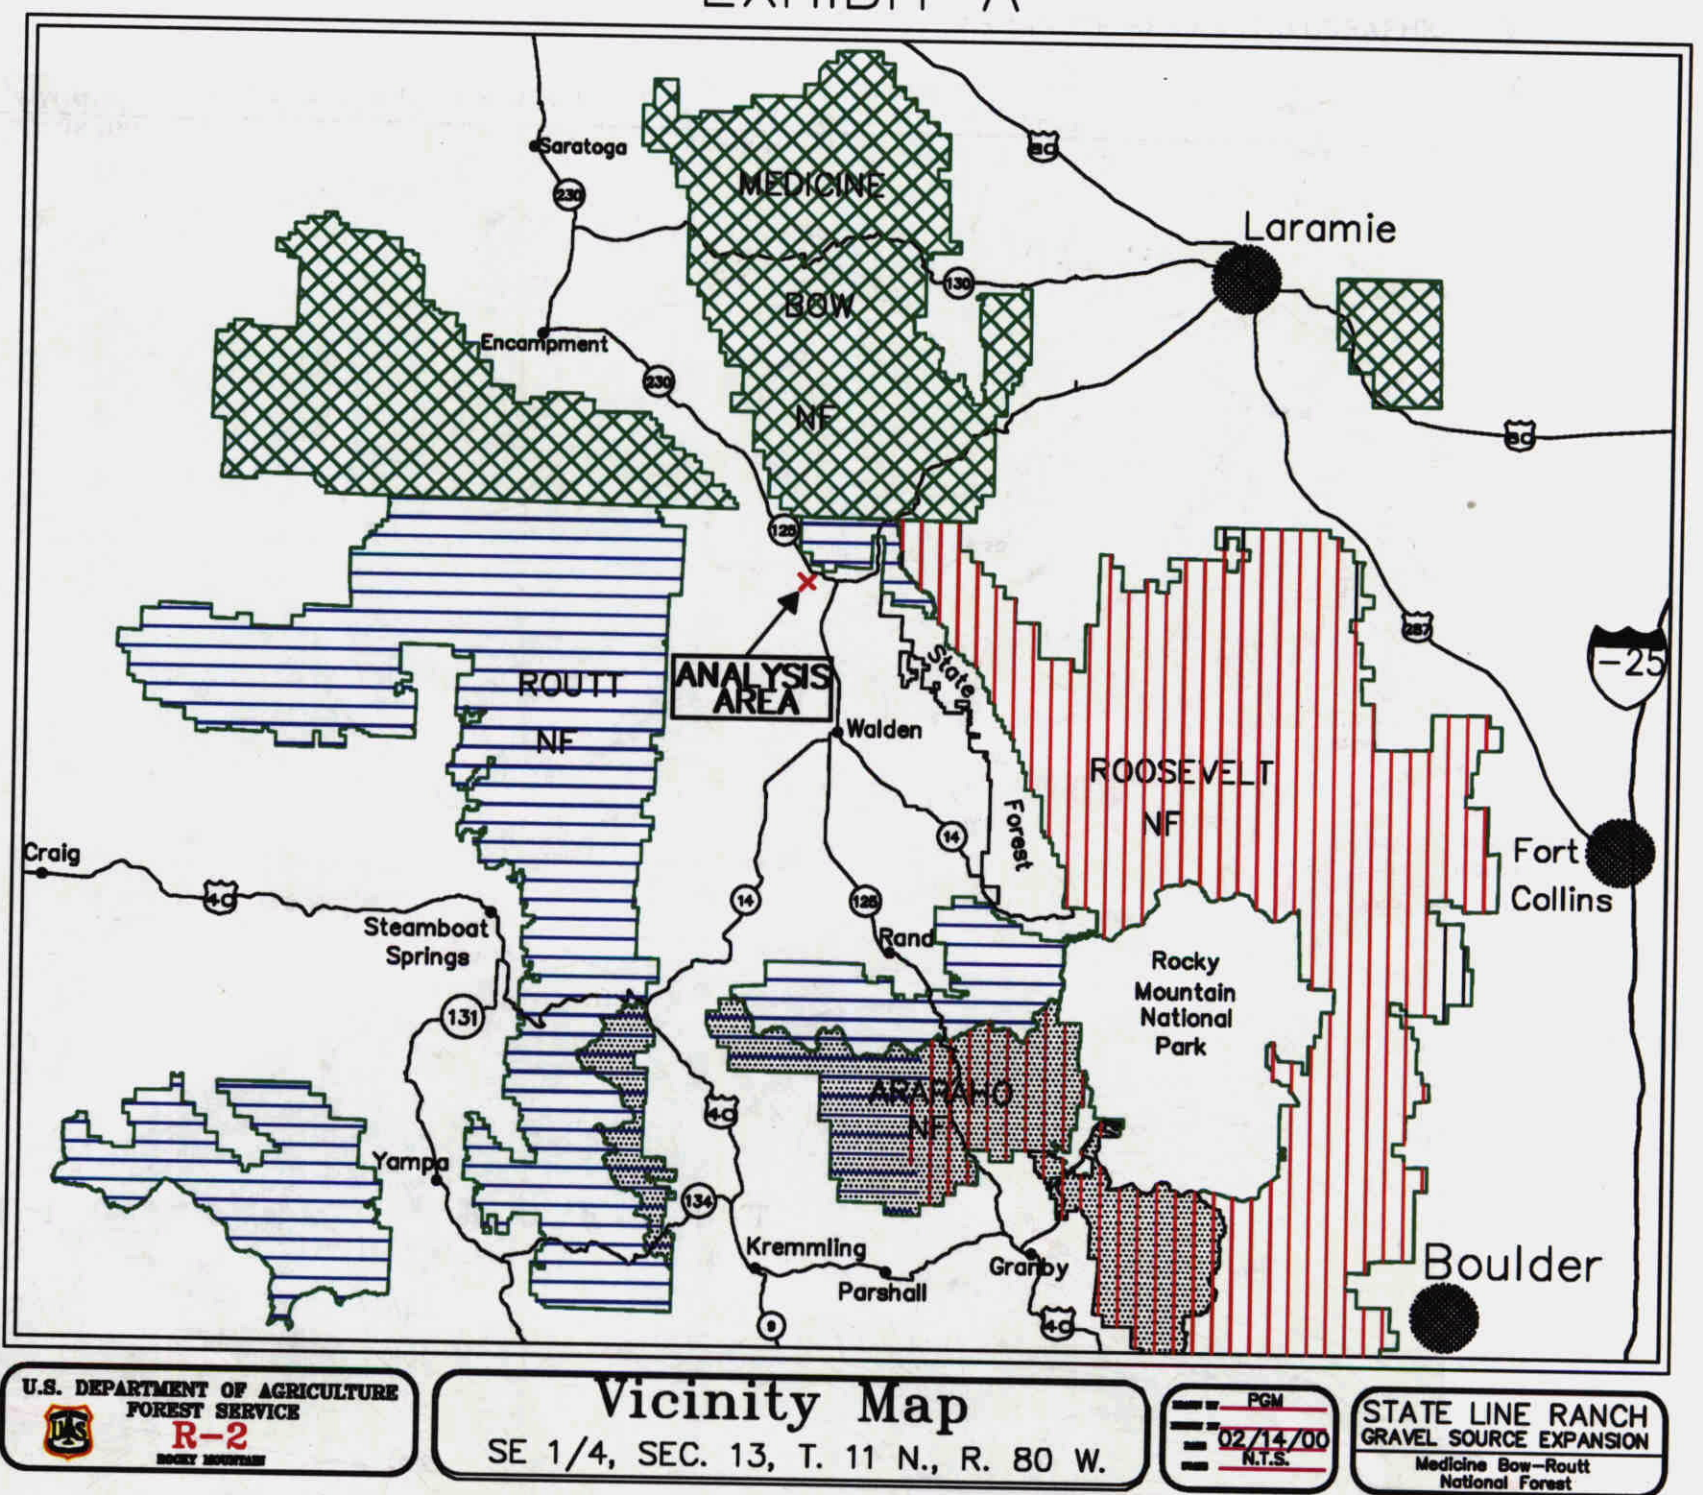 EXHIBIT A
Saratoga
230
80
MEDICINE
Laramie
BOW
130
Encampment
230
NF
80
125
287
I-25
State
ANALYSIS
AREA
ROUTT
NF
Walden
ROOSEVELT
NF
Forest
14
Craig
40
Fort
Collins
14
125
Steamboat
Springs
Rand
Rocky
Mountain
National
Park
131
ARAPAHO
NF
40
Yampa
134
Kremmling
Granby
Parshall
Boulder
9
40
U.S. DEPARTMENT OF AGRICULTURE
FOREST SERVICE
R-2
ROCKY MOUNTAIN
UAS
Vicinity Map
SE 1/4, SEC. 13, T. 11 N., R. 80 W.
PGM
02/14/00
N.T.S.
STATE LINE RANCH
GRAVEL SOURCE EXPANSION
Medicine Bow-Routt
National Forest